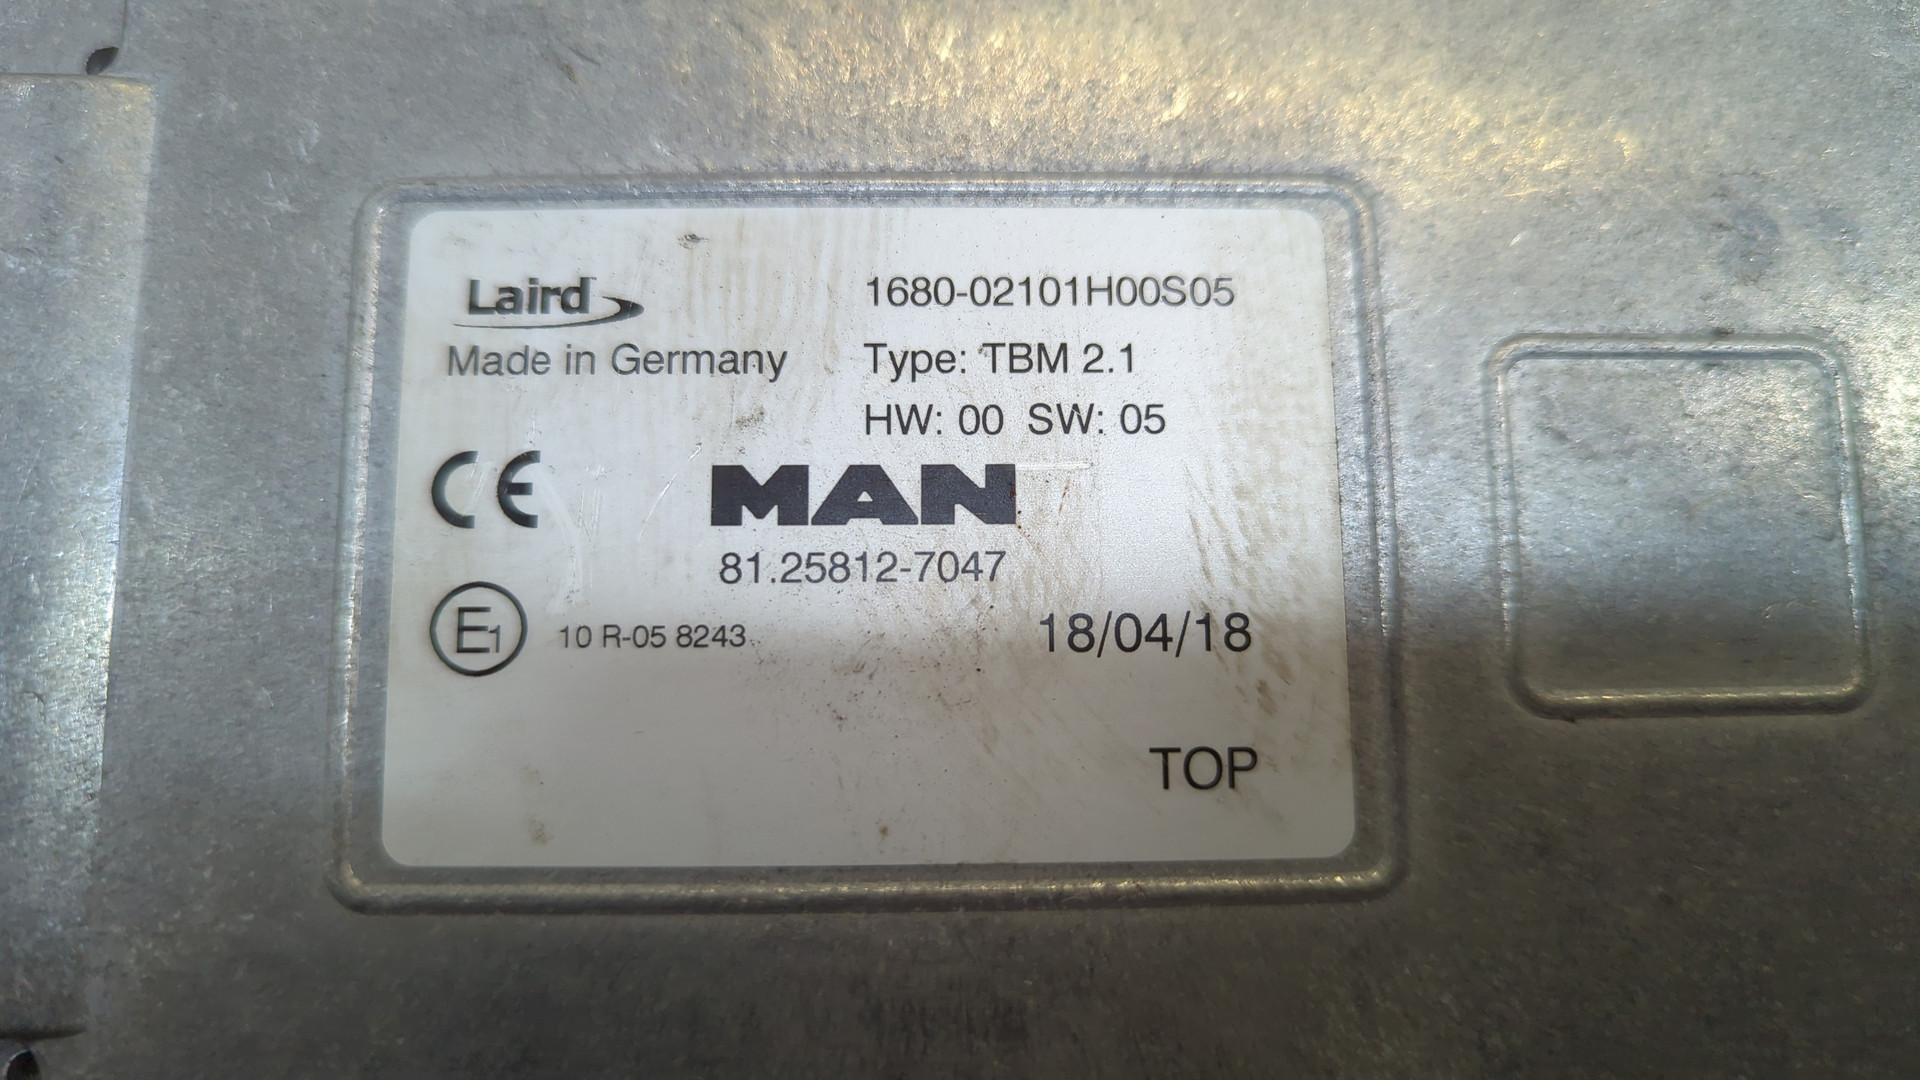 Laird
1680-02101H00S05
Made in Germany
Type: TBM 2.1
HW: 00 SW: 05
CE
MAN
81.25812-7047
E1
10 R-05 8243
18/04/18
TOP